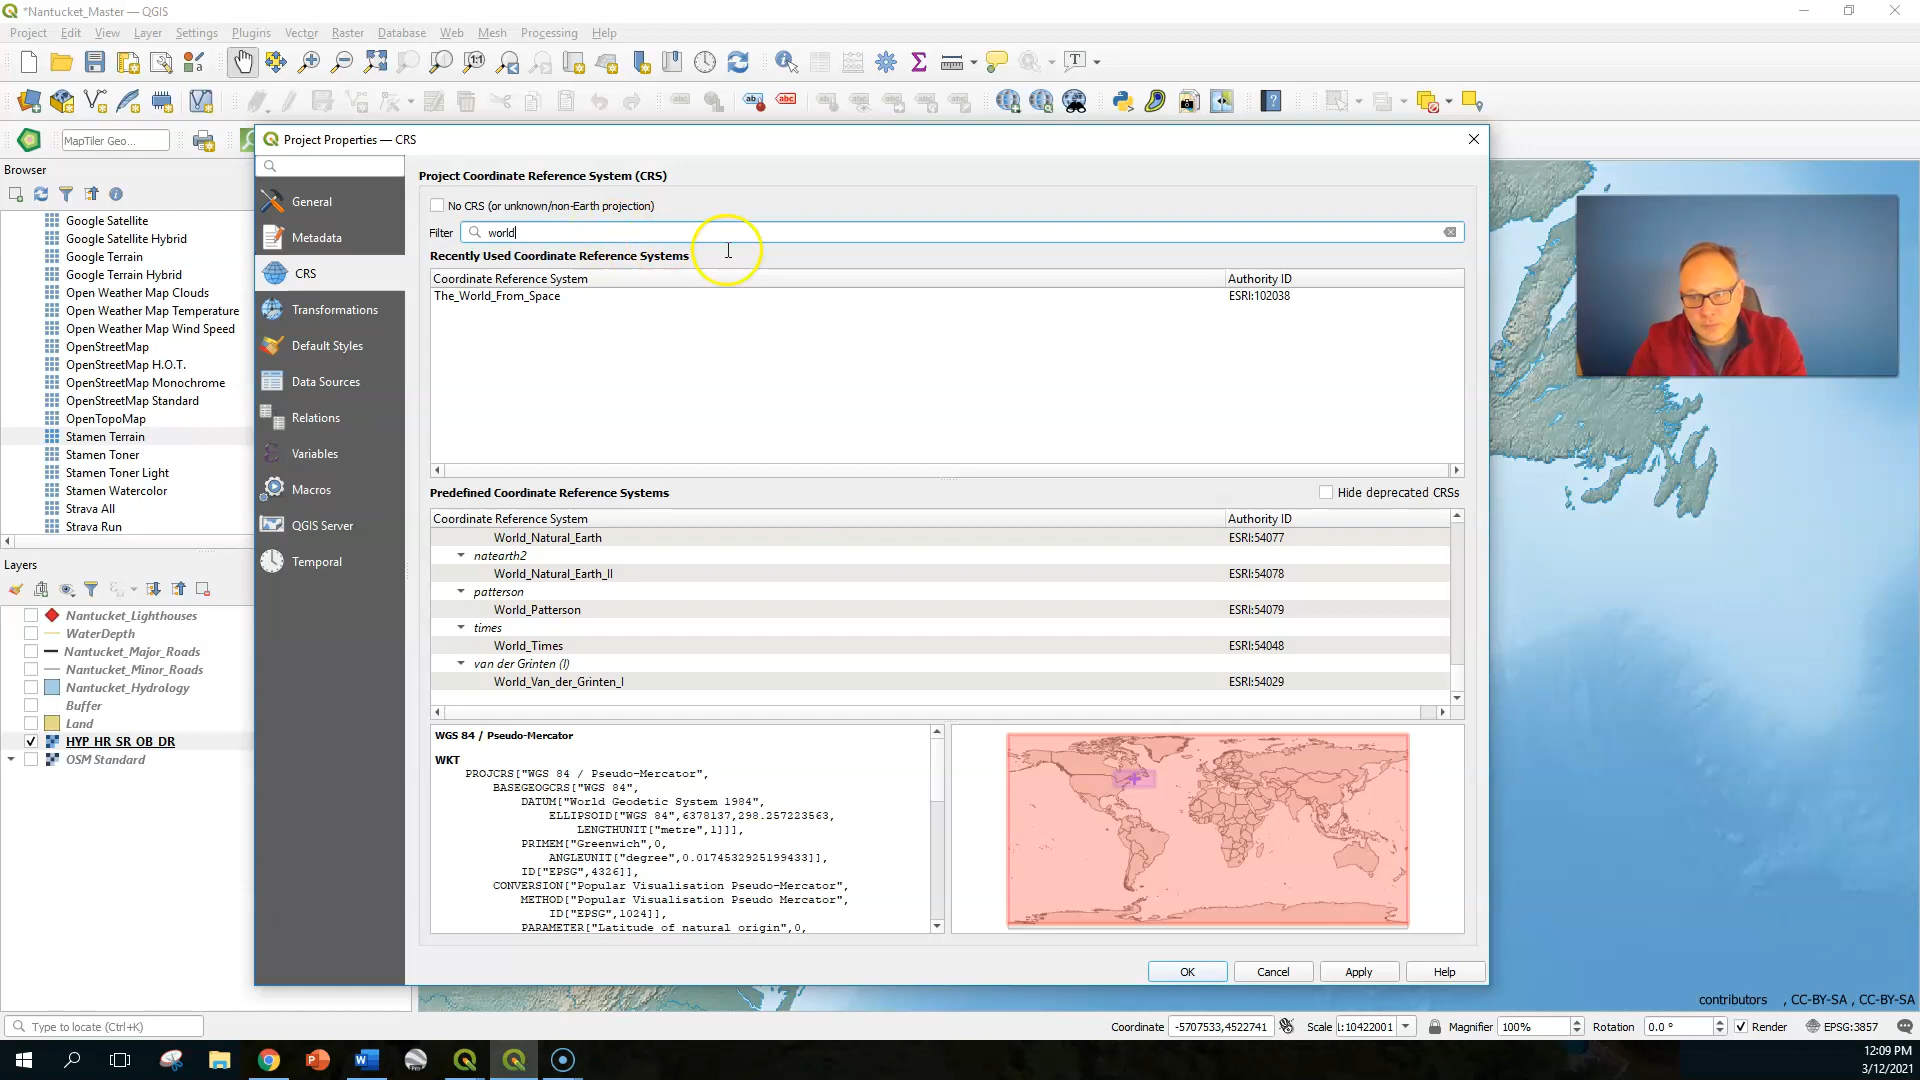 *Nantucket_Master — QGIS
Project Edit View Layer Settings Plugins Vector Raster Database Web Mesh Processing Help
MapTiler Geo...
Project Properties — CRS
Browser
Google Satellite
Google Satellite Hybrid
Google Terrain
Google Terrain Hybrid
Open Weather Map Clouds
Open Weather Map Temperature
Open Weather Map Wind Speed
OpenStreetMap
OpenStreetMap H.O.T.
OpenStreetMap Monochrome
OpenStreetMap Standard
OpenTopoMap
Stamen Terrain
Stamen Toner
Stamen Toner Light
Stamen Watercolor
Strava All
Strava Run
Layers
Nantucket_Lighthouses
WaterDepth
Nantucket_Major_Roads
Nantucket_Minor_Roads
Nantucket_Hydrology
Buffer
Land
HYP_HR_SR_OB_DR
OSM Standard
General
Metadata
CRS
Transformations
Default Styles
Data Sources
Relations
Variables
Macros
QGIS Server
Temporal
Project Coordinate Reference System (CRS)
No CRS (or unknown/non-Earth projection)
Filter world
Recently Used Coordinate Reference Systems
Coordinate Reference System Authority ID
The_World_From_Space ESRI:102038
Predefined Coordinate Reference Systems Hide deprecated CRSs
Coordinate Reference System Authority ID
World_Natural_Earth ESRI:54077
natearth2
World_Natural_Earth_II ESRI:54078
patterson
World_Patterson ESRI:54079
times
World_Times ESRI:54048
van der Grinten (I)
World_Van_der_Grinten_I ESRI:54029
WGS 84 / Pseudo-Mercator
WKT
PROJCRS["WGS 84 / Pseudo-Mercator",
BASEGEOGCRS["WGS 84",
DATUM["World Geodetic System 1984",
ELLIPSOID["WGS 84",6378137,298.257223563,
LENGTHUNIT["metre",1]]],
PRIMEM["Greenwich",0,
ANGLEUNIT["degree",0.0174532925199433]],
ID["EPSG",4326]],
CONVERSION["Popular Visualisation Pseudo-Mercator",
METHOD["Popular Visualisation Pseudo Mercator",
ID["EPSG",1024]],
PARAMETER["Latitude of natural origin",0,
OK Cancel Apply Help
contributors , CC-BY-SA , CC-BY-SA
Type to locate (Ctrl+K) Coordinate -5707533,4522741 Scale 1:10422001 Magnifier 100% Rotation 0.0 ° Render EPSG:3857
12:09 PM
3/12/2021